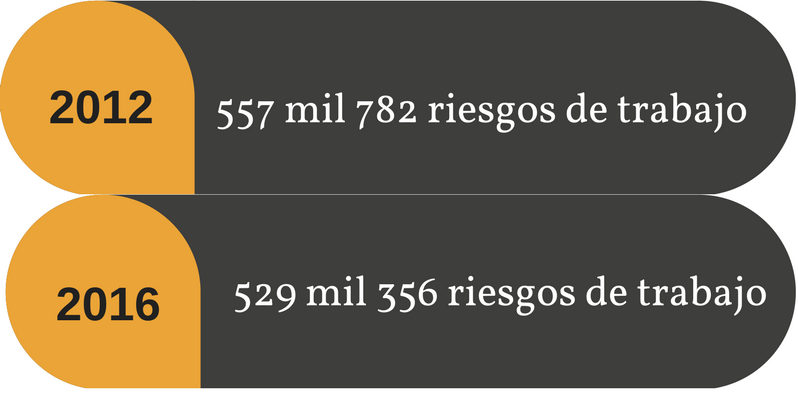 2012
557 mil 782 riesgos de trabajo
2016
529 mil 356 riesgos de trabajo